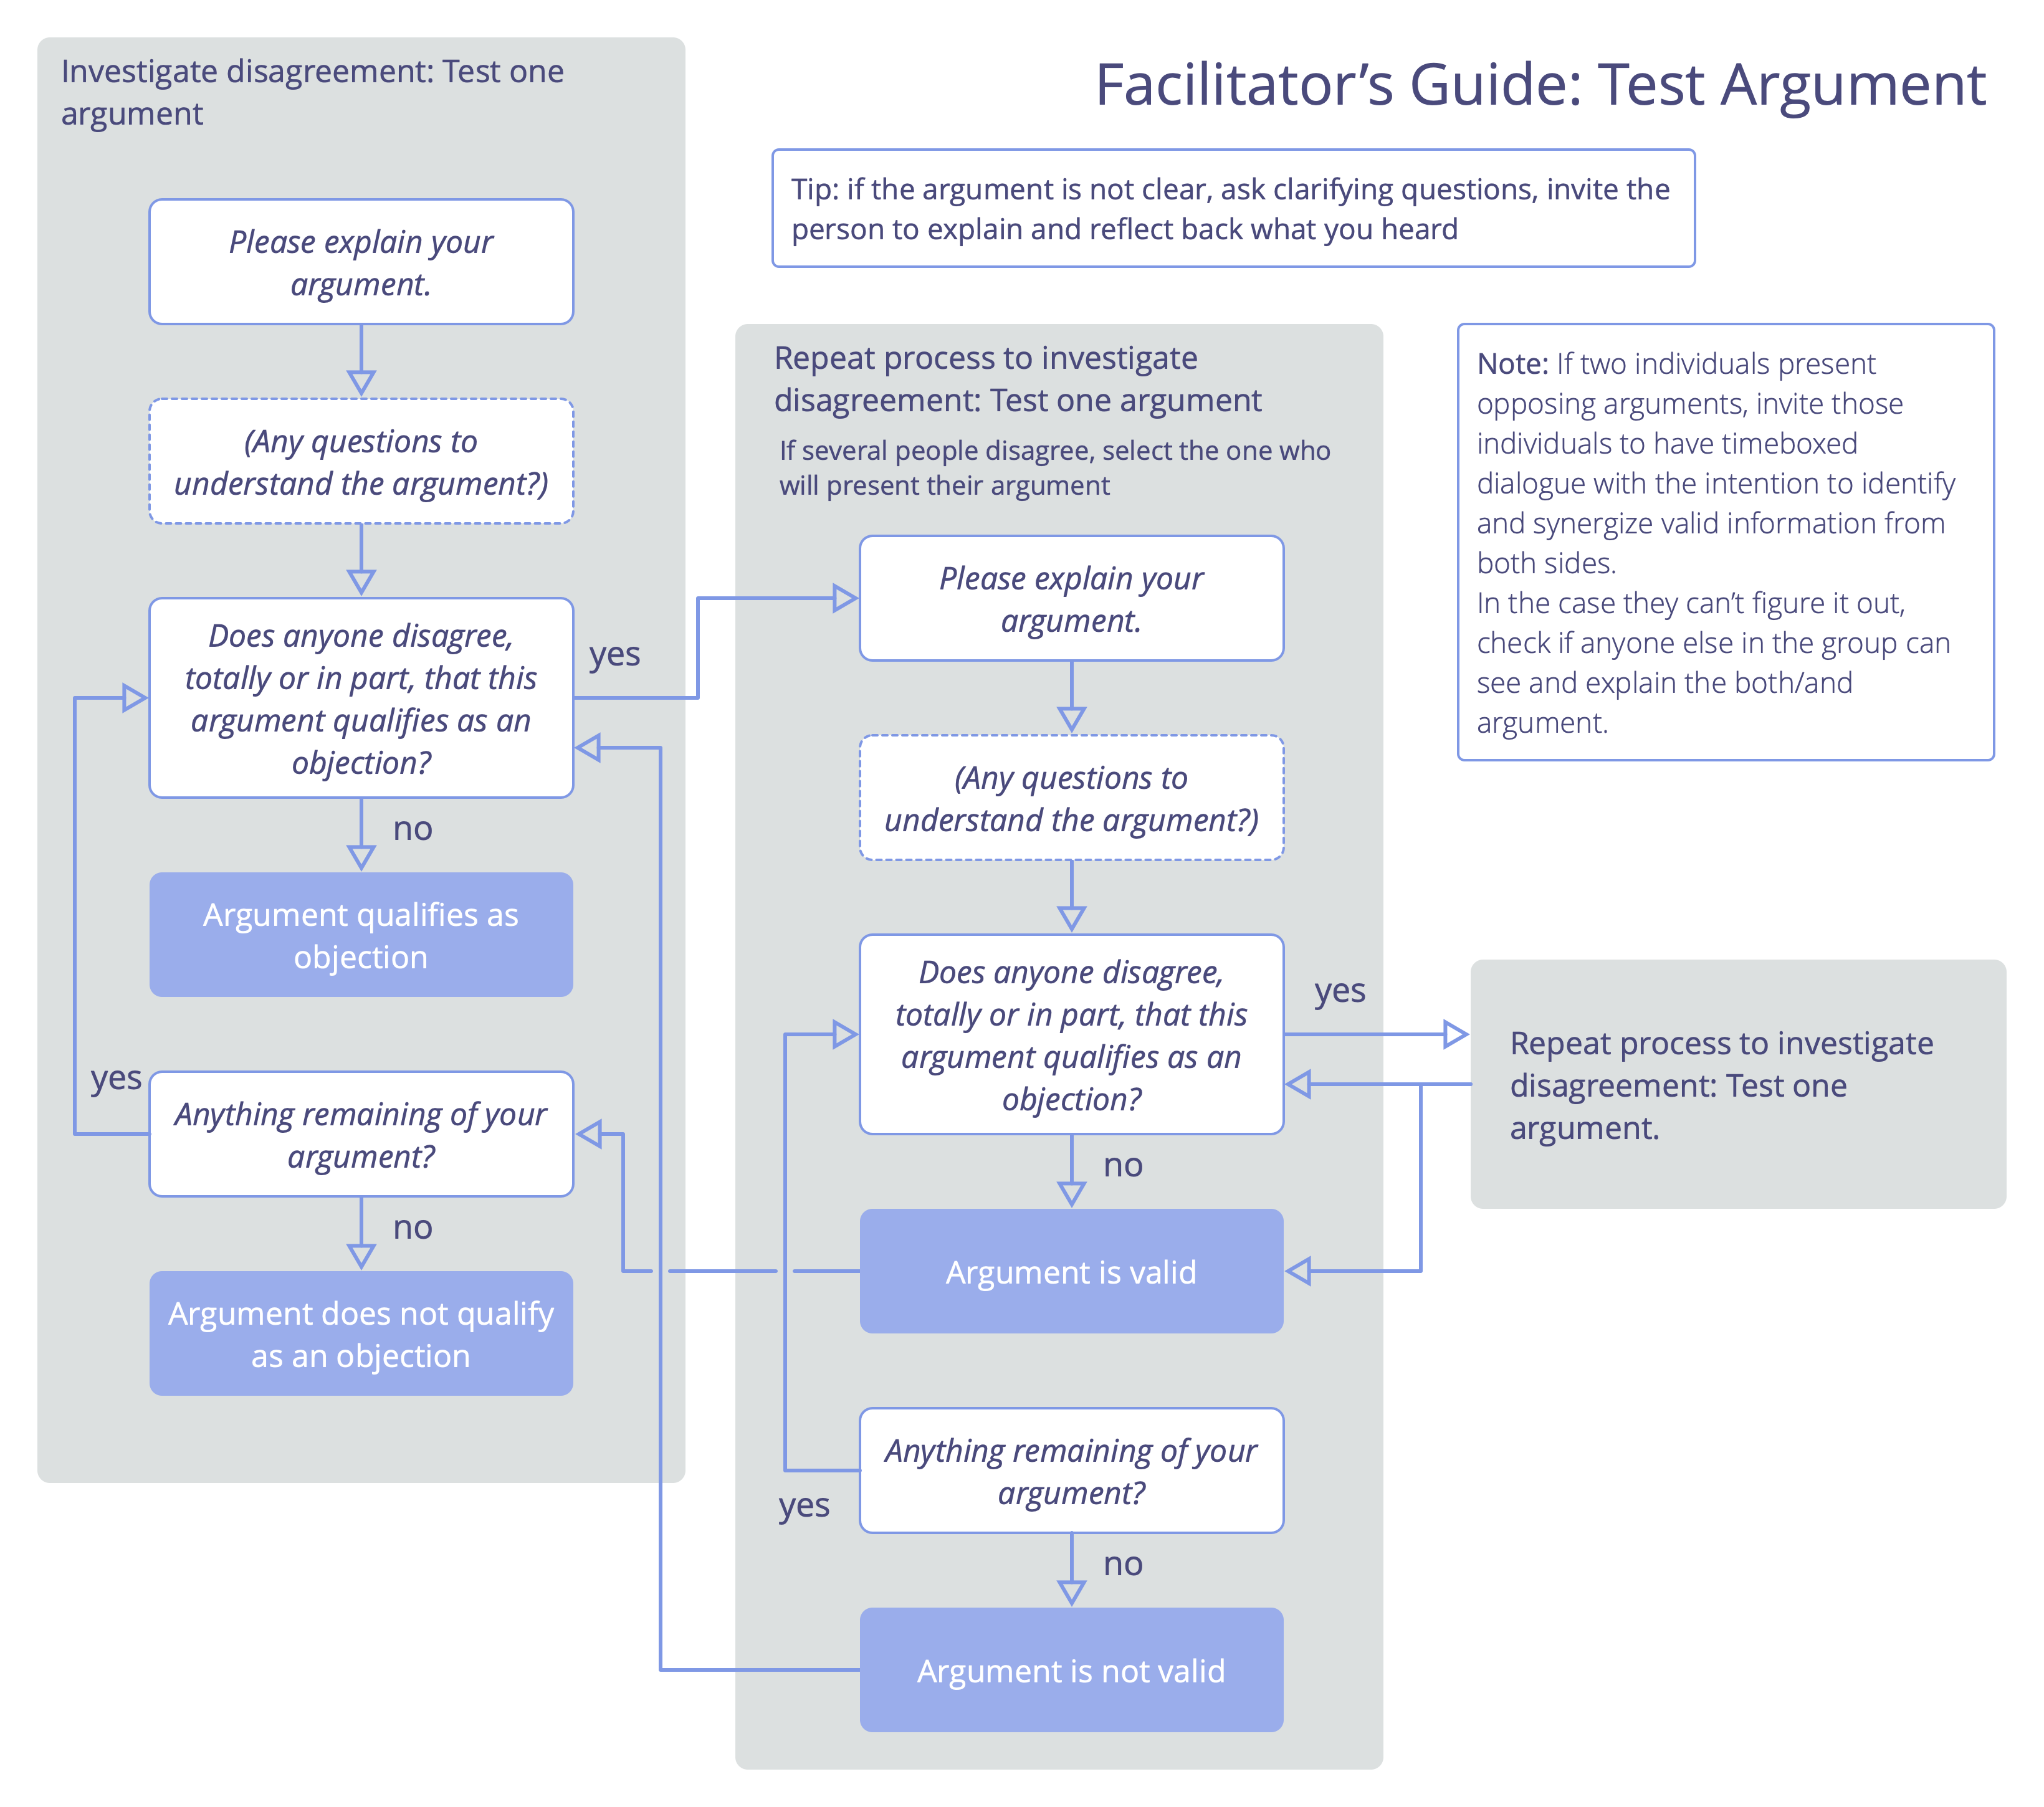 Facilitator’s Guide: Test Argument
Tip: if the argument is not clear, ask clarifying questions, invite the
person to explain and reflect back what you heard
Investigate disagreement: Test one
argument
Please explain your
argument.
(Any questions to
understand the argument?)
Does anyone disagree,
totally or in part, that this
argument qualifies as an
objection?
yes
no
Argument qualifies as
objection
yes
Anything remaining of your
argument?
no
Argument does not qualify
as an objection
Repeat process to investigate
disagreement: Test one argument
If several people disagree, select the one who
will present their argument
Please explain your
argument.
(Any questions to
understand the argument?)
Does anyone disagree,
totally or in part, that this
argument qualifies as an
objection?
yes
no
Argument is valid
Anything remaining of your
argument?
yes
no
Argument is not valid
Note: If two individuals present
opposing arguments, invite those
individuals to have timeboxed
dialogue with the intention to identify
and synergize valid information from
both sides.
In the case they can’t figure it out,
check if anyone else in the group can
see and explain the both/and
argument.
Repeat process to investigate
disagreement: Test one
argument.